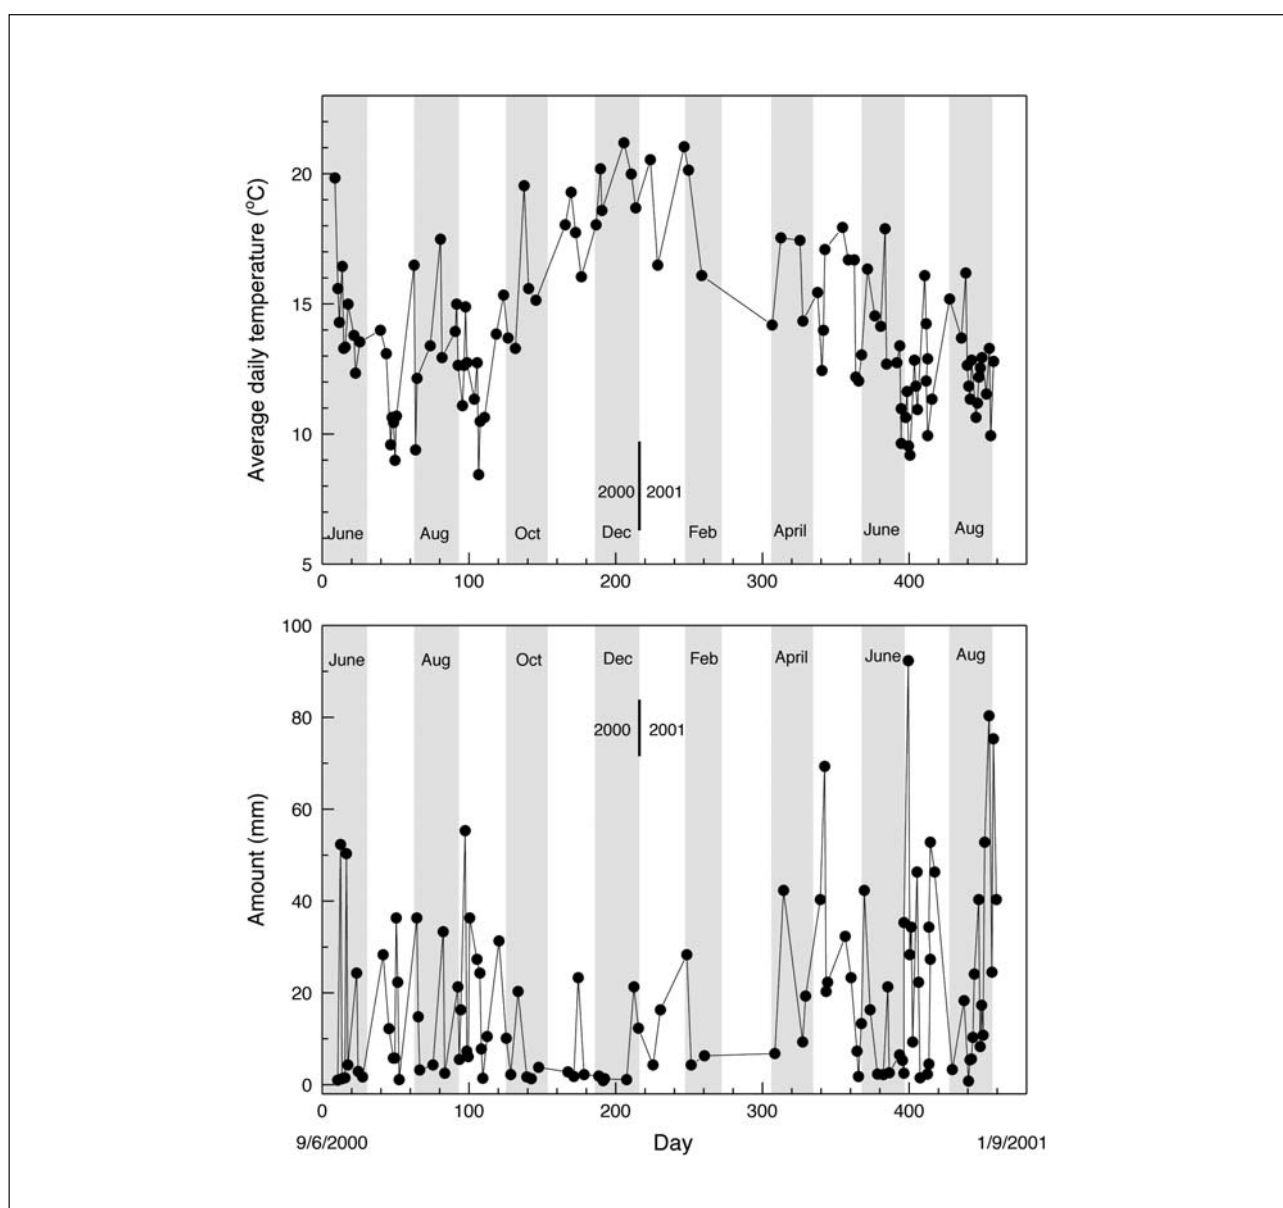 Average daily temperature (°C)
20
15
10
5
2000 2001
June Aug Oct Dec Feb April June Aug
0 100 200 300 400
Amount (mm)
100
80
60
40
20
0
June Aug Oct Dec Feb April June Aug
2000 2001
0 100 200 300 400
9/6/2000 Day 1/9/2001